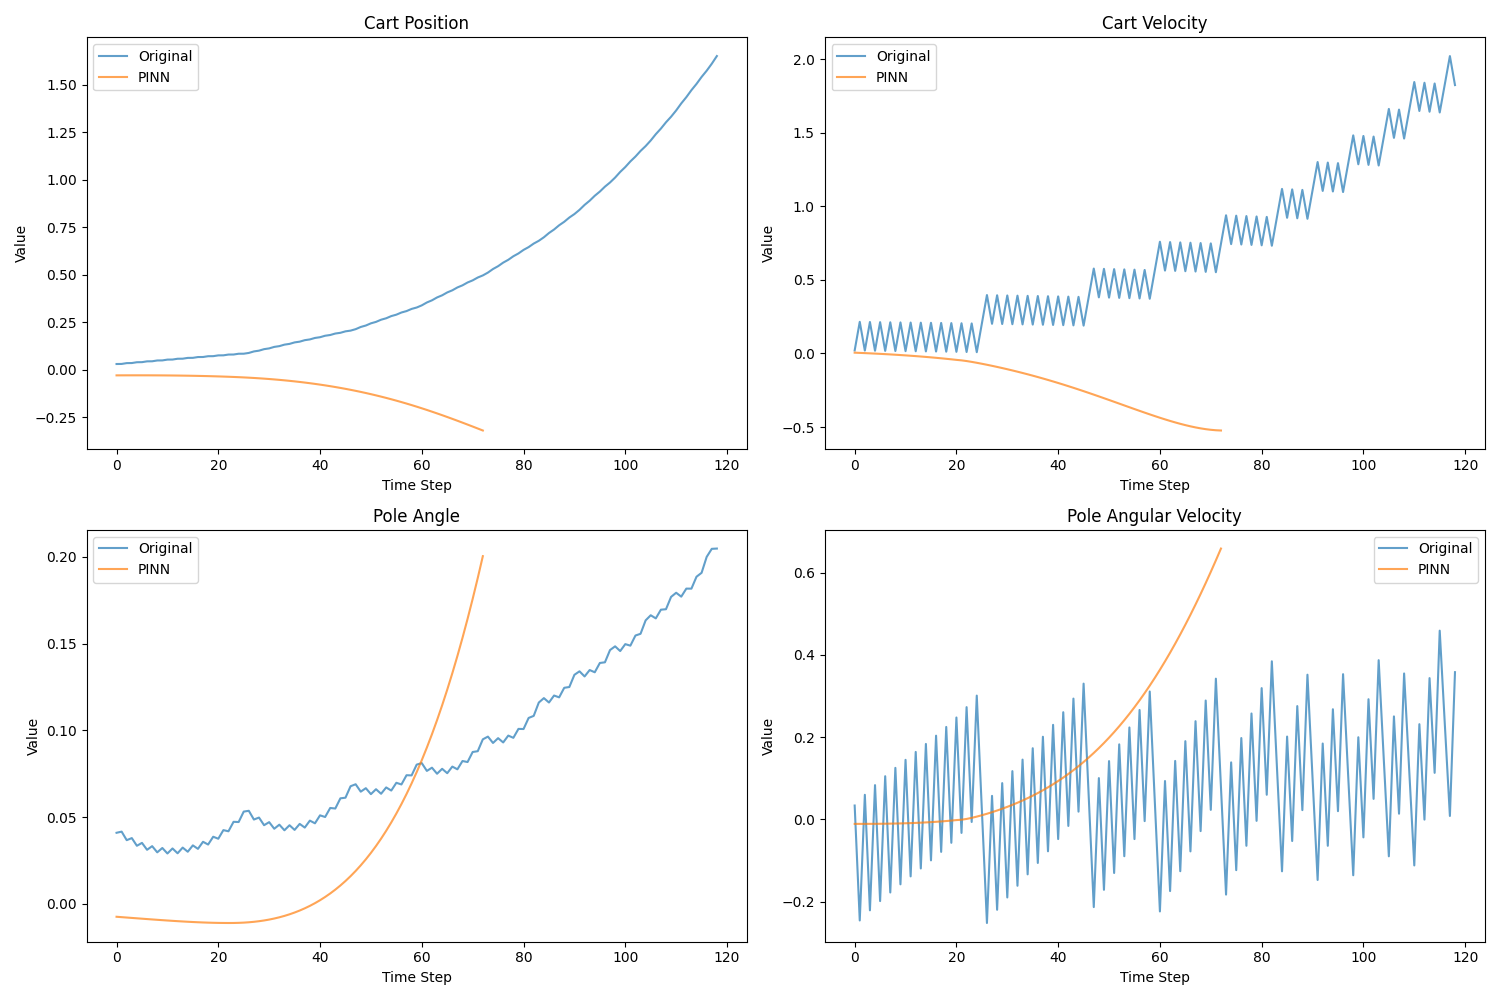 Cart Position
Value
1.50
1.25
1.00
0.75
0.50
0.25
0.00
−0.25
Original
PINN
0 20 40 60 80 100 120
Time Step
Cart Velocity
Value
2.0
1.5
1.0
0.5
0.0
−0.5
Original
PINN
0 20 40 60 80 100 120
Time Step
Pole Angle
Value
0.20
0.15
0.10
0.05
0.00
Original
PINN
0 20 40 60 80 100 120
Time Step
Pole Angular Velocity
Value
0.6
0.4
0.2
0.0
−0.2
Original
PINN
0 20 40 60 80 100 120
Time Step